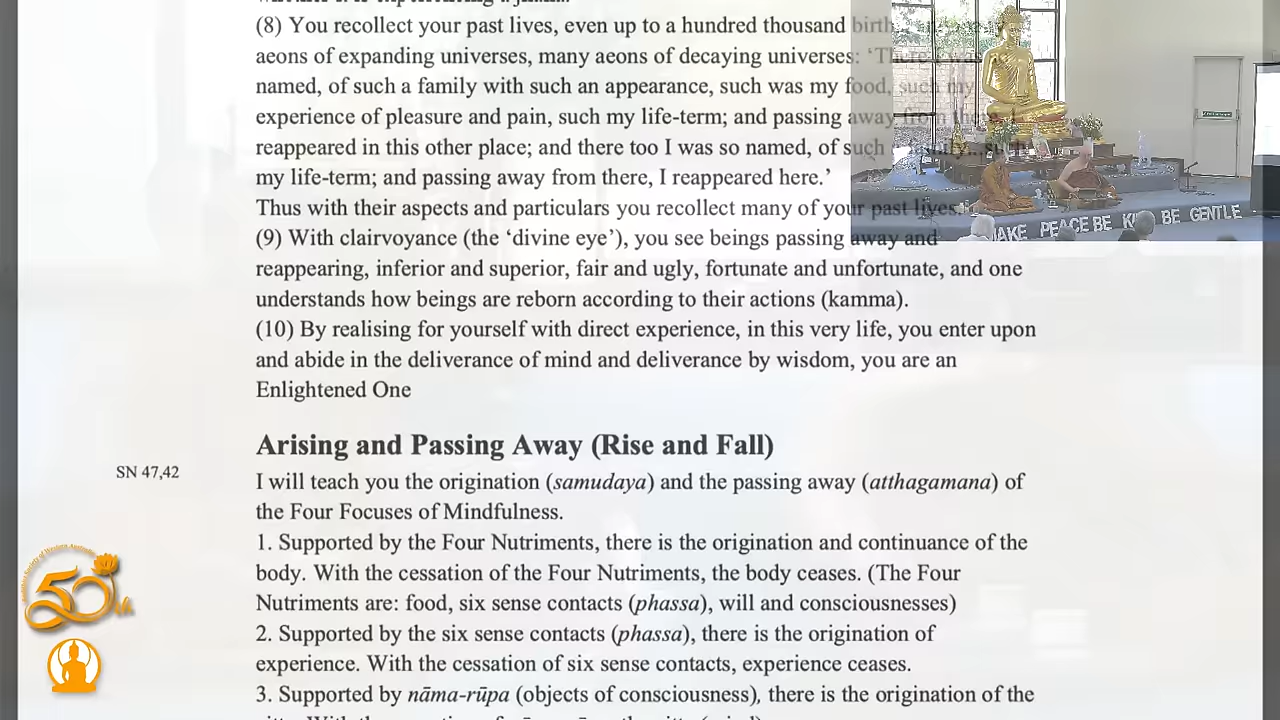 (8) You recollect your past lives, even up to a hundred thousand birth
aeons of expanding universes, many aeons of decaying universes: ‘There
named, of such a family with such an appearance, such was my food, such my
experience of pleasure and pain, such my life-term; and passing away from there, I
reappeared in this other place; and there too I was so named, of such family, such
my life-term; and passing away from there, I reappeared here.’
Thus with their aspects and particulars you recollect many of your past lives.
(9) With clairvoyance (the ‘divine eye’), you see beings passing away and
reappearing, inferior and superior, fair and ugly, fortunate and unfortunate, and one
understands how beings are reborn according to their actions (kamma).
(10) By realising for yourself with direct experience, in this very life, you enter upon
and abide in the deliverance of mind and deliverance by wisdom, you are an
Enlightened One
Arising and Passing Away (Rise and Fall)
SN 47,42
I will teach you the origination (samudaya) and the passing away (atthagamana) of
the Four Focuses of Mindfulness.
1. Supported by the Four Nutriments, there is the origination and continuance of the
body. With the cessation of the Four Nutriments, the body ceases. (The Four
Nutriments are: food, six sense contacts (phassa), will and consciousnesses)
2. Supported by the six sense contacts (phassa), there is the origination of
experience. With the cessation of six sense contacts, experience ceases.
3. Supported by nāma-rūpa (objects of consciousness), there is the origination of the
MAKE PEACE BE KIND BE GENTLE
50th